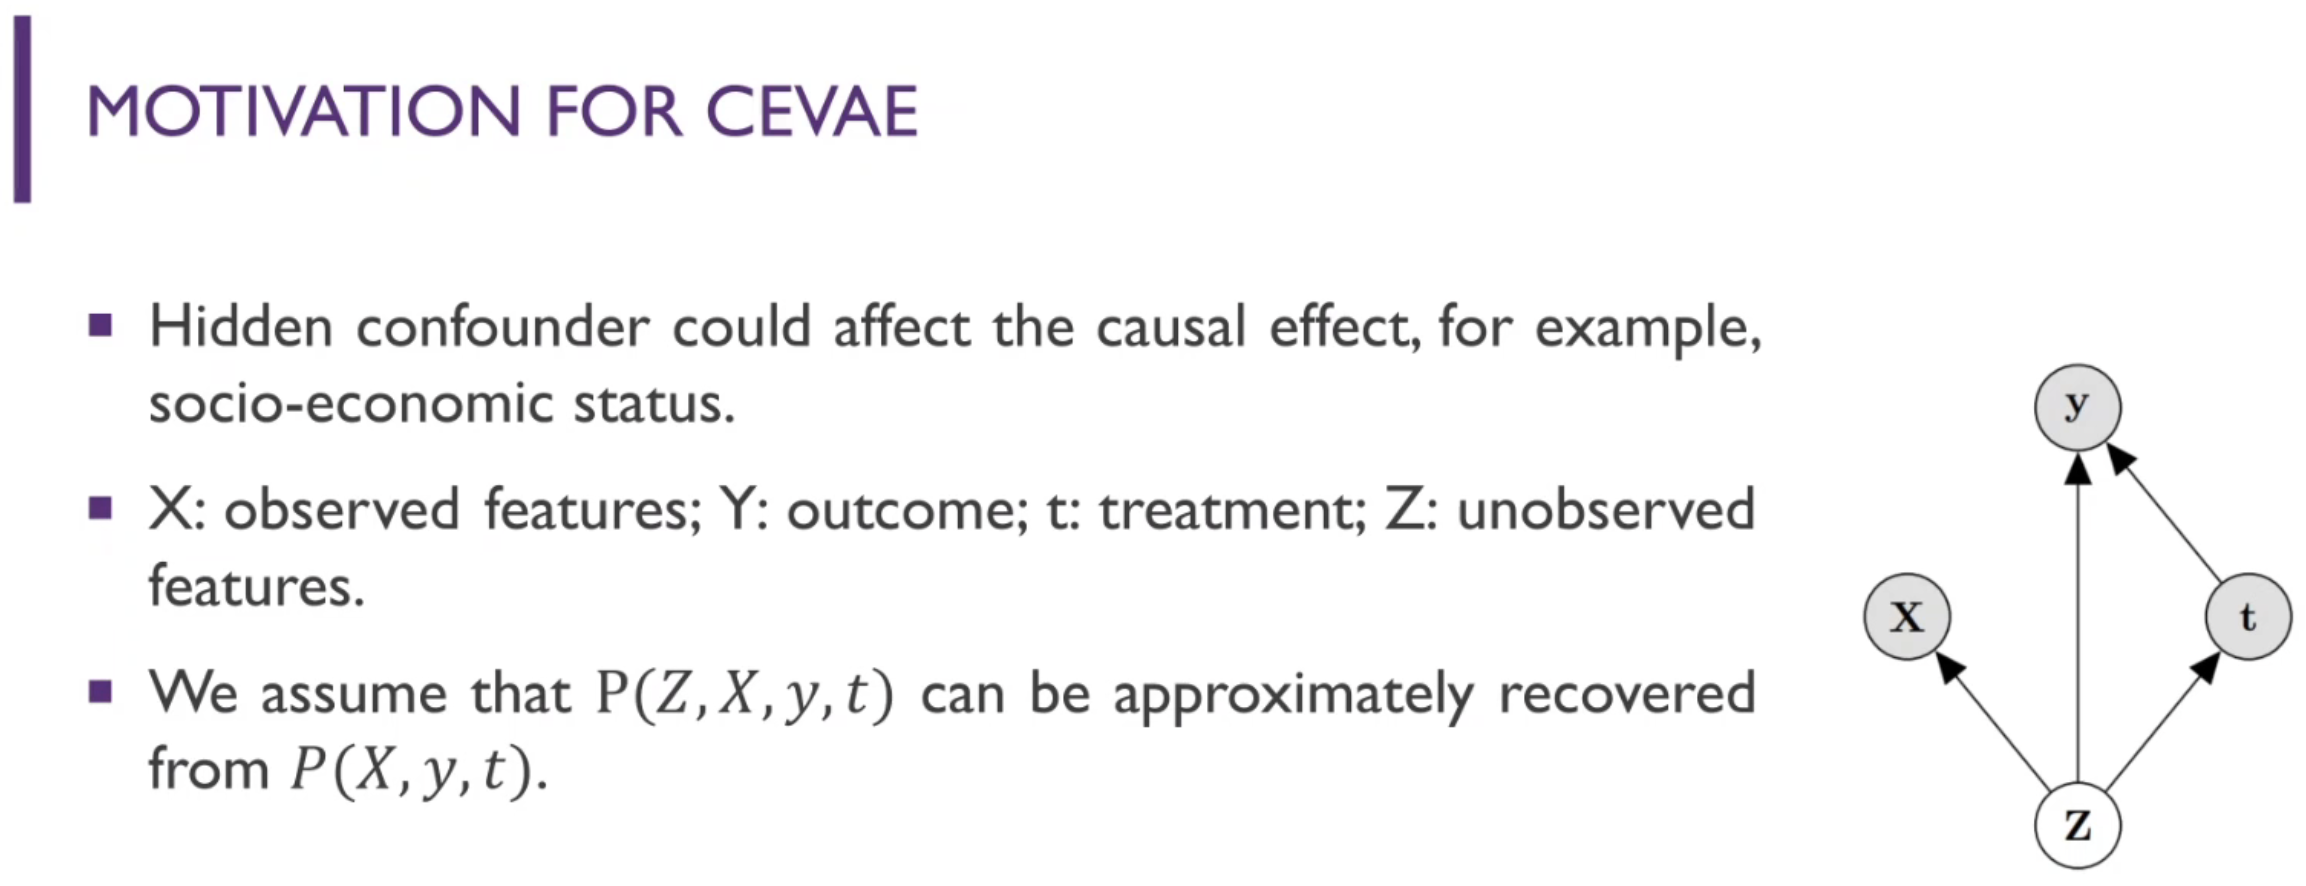 MOTIVATION FOR CEVAE
▪ Hidden confounder could affect the causal effect, for example,
socio-economic status.
▪ X: observed features; Y: outcome; t: treatment; Z: unobserved
features.
▪ We assume that P(Z, X, y, t) can be approximately recovered
from P(X, y, t).
y
X
t
Z